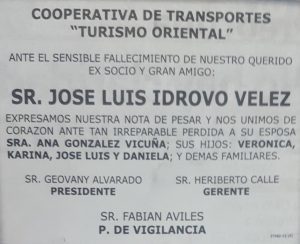 COOPERATIVA DE TRANSPORTES
"TURISMO ORIENTAL"
ANTE EL SENSIBLE FALLECIMIENTO DE NUESTRO QUERIDO
EX SOCIO Y GRAN AMIGO:
SR. JOSE LUIS IDROVO VELEZ
EXPRESAMOS NUESTRA NOTA DE PESAR Y NOS UNIMOS DE
CORAZON ANTE TAN IRREPARABLE PERDIDA A SU ESPOSA
SRA. ANA GONZALEZ VICUÑA; SUS HIJOS: VERONICA,
KARINA, JOSE LUIS Y DANIELA; Y DEMAS FAMILIARES.
SR. GEOVANY ALVARADO SR. HERIBERTO CALLE
PRESIDENTE GERENTE
SR. FABIAN AVILES
P. DE VIGILANCIA